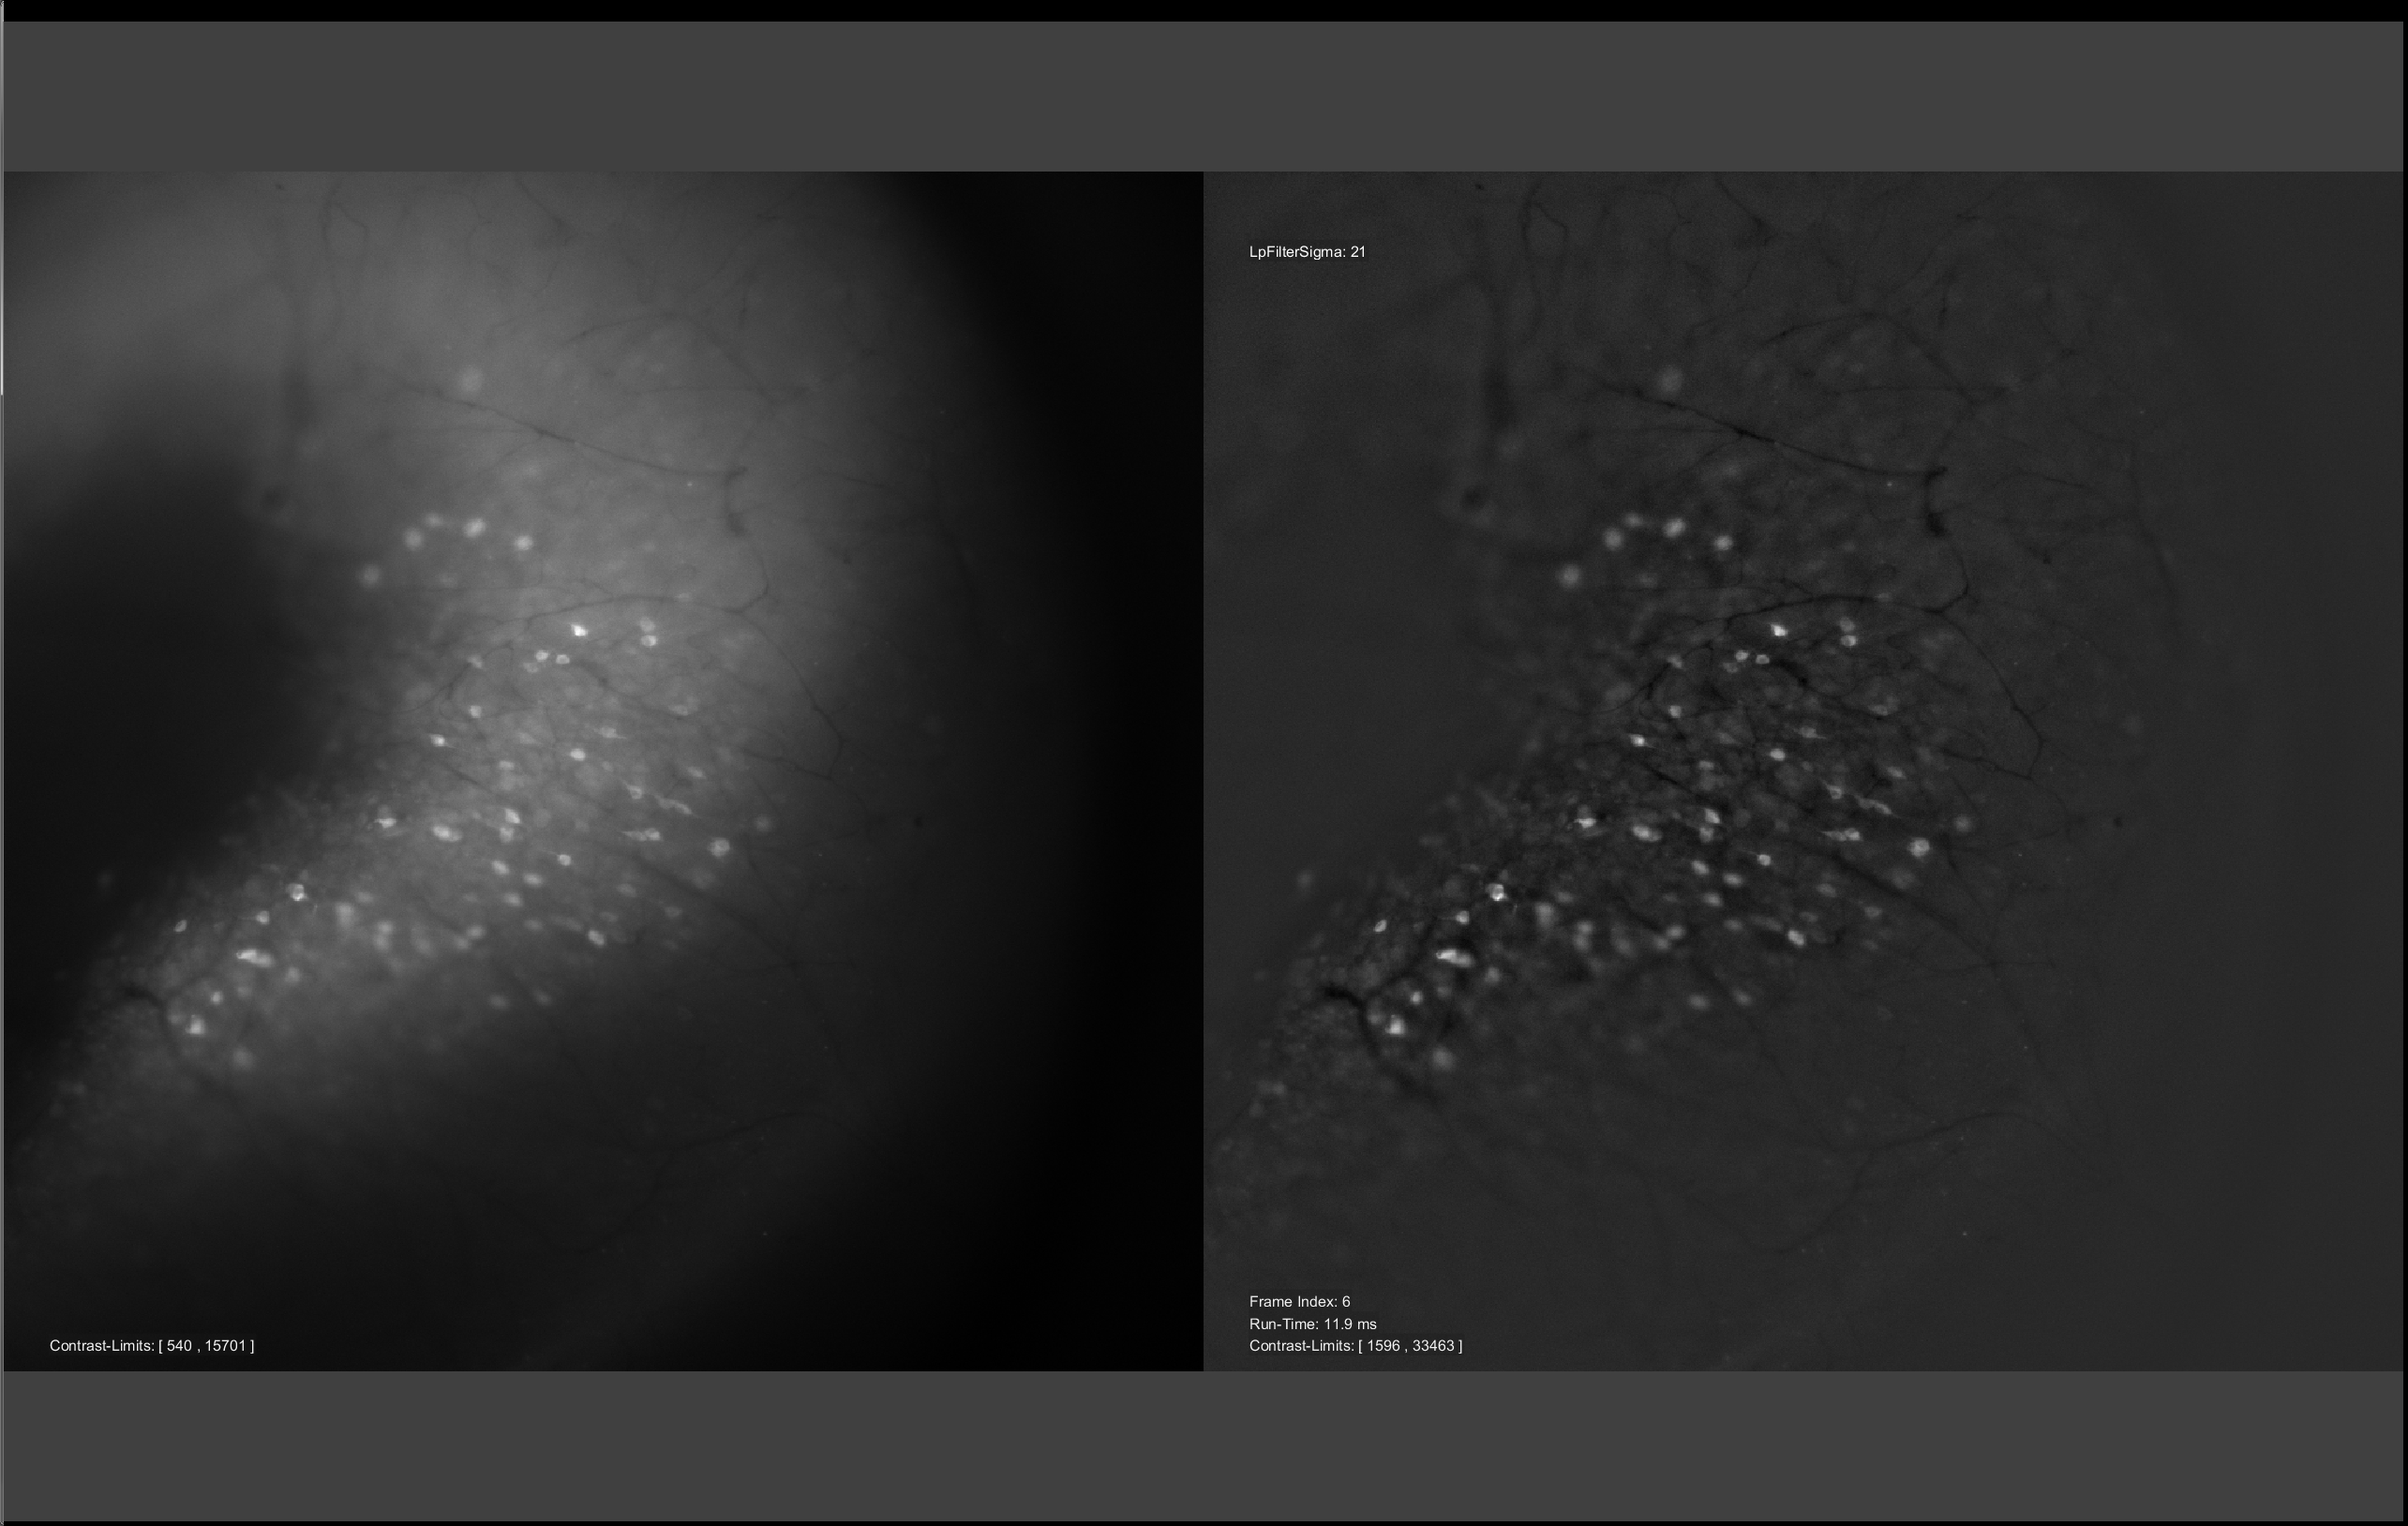 LpFilterSigma: 21
Frame Index: 6
Run-Time: 11.9 ms
Contrast-Limits: [ 540 , 15701 ]
Contrast-Limits: [ 1596 , 33463 ]